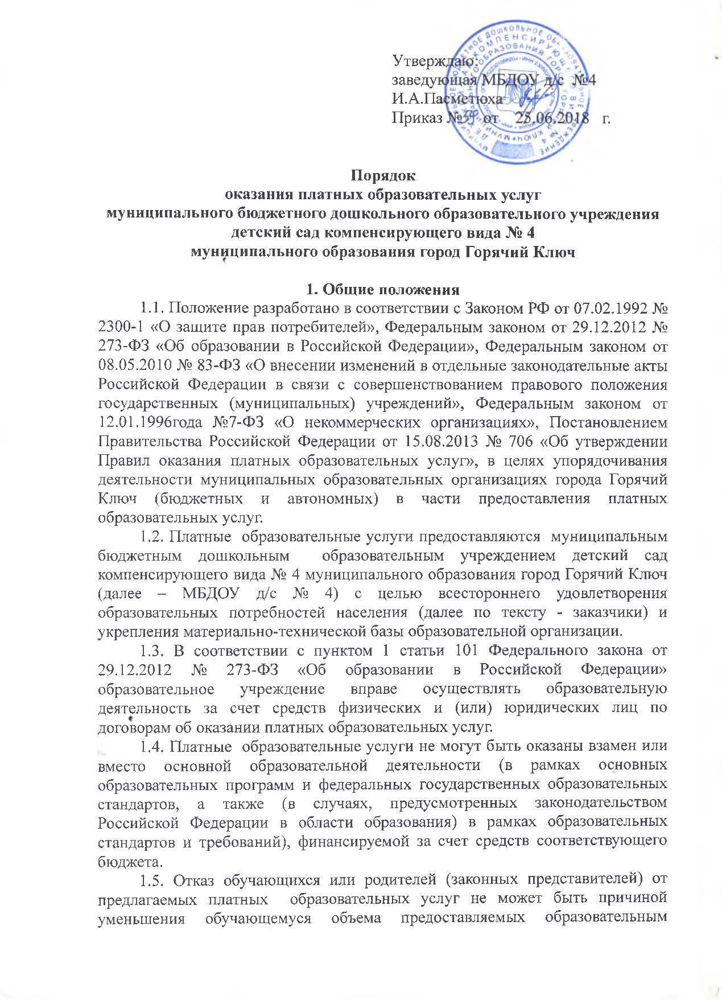 Утверждаю:
заведующая МБДОУ д/с №4
И.А.Пасметюха
Приказ № от 25.06.2018 г.
Порядок
оказания платных образовательных услуг
муниципального бюджетного дошкольного образовательного учреждения
детский сад компенсирующего вида № 4
муниципального образования город Горячий Ключ
1. Общие положения
1.1. Положение разработано в соответствии с Законом РФ от 07.02.1992 №
2300-1 «О защите прав потребителей», Федеральным законом от 29.12.2012 №
273-ФЗ «Об образовании в Российской Федерации», Федеральным законом от
08.05.2010 № 83-ФЗ «О внесении изменений в отдельные законодательные акты
Российской Федерации в связи с совершенствованием правового положения
государственных (муниципальных) учреждений», Федеральным законом от
12.01.1996года №7-ФЗ «О некоммерческих организациях», Постановлением
Правительства Российской Федерации от 15.08.2013 № 706 «Об утверждении
Правил оказания платных образовательных услуг», в целях упорядочивания
деятельности муниципальных образовательных организациях города Горячий
Ключ (бюджетных и автономных) в части предоставления платных
образовательных услуг.
1.2. Платные образовательные услуги предоставляются муниципальным
бюджетным дошкольным образовательным учреждением детский сад
компенсирующего вида № 4 муниципального образования город Горячий Ключ
(далее – МБДОУ д/с № 4) с целью всестороннего удовлетворения
образовательных потребностей населения (далее по тексту - заказчики) и
укрепления материально-технической базы образовательной организации.
1.3. В соответствии с пунктом 1 статьи 101 Федерального закона от
29.12.2012 № 273-ФЗ «Об образовании в Российской Федерации»
образовательное учреждение вправе осуществлять образовательную
деятельность за счет средств физических и (или) юридических лиц по
договорам об оказании платных образовательных услуг.
1.4. Платные образовательные услуги не могут быть оказаны взамен или
вместо основной образовательной деятельности (в рамках основных
образовательных программ и федеральных государственных образовательных
стандартов, а также (в случаях, предусмотренных законодательством
Российской Федерации в области образования) в рамках образовательных
стандартов и требований), финансируемой за счет средств соответствующего
бюджета.
1.5. Отказ обучающихся или родителей (законных представителей) от
предлагаемых платных образовательных услуг не может быть причиной
уменьшения обучающемуся объема предоставляемых образовательным